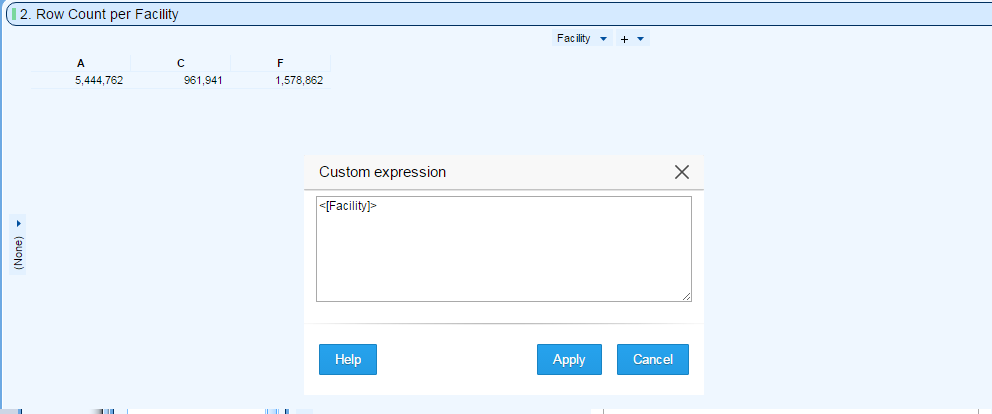 2. Row Count per Facility
Facility +
A C F
5,444,762 961,941 1,578,862
Custom expression
<[Facility]>
(None)
Help Apply Cancel